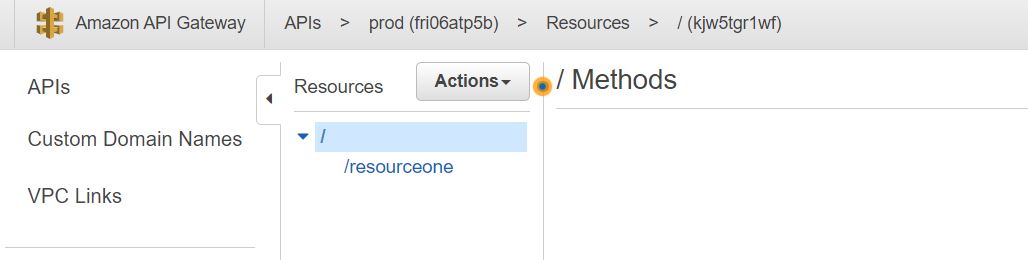 Amazon API Gateway APIs > prod (fri06atp5b) > Resources > / (kjw5tgr1wf)
APIs
Custom Domain Names
VPC Links
Resources Actions
/
/resourceone
/ Methods